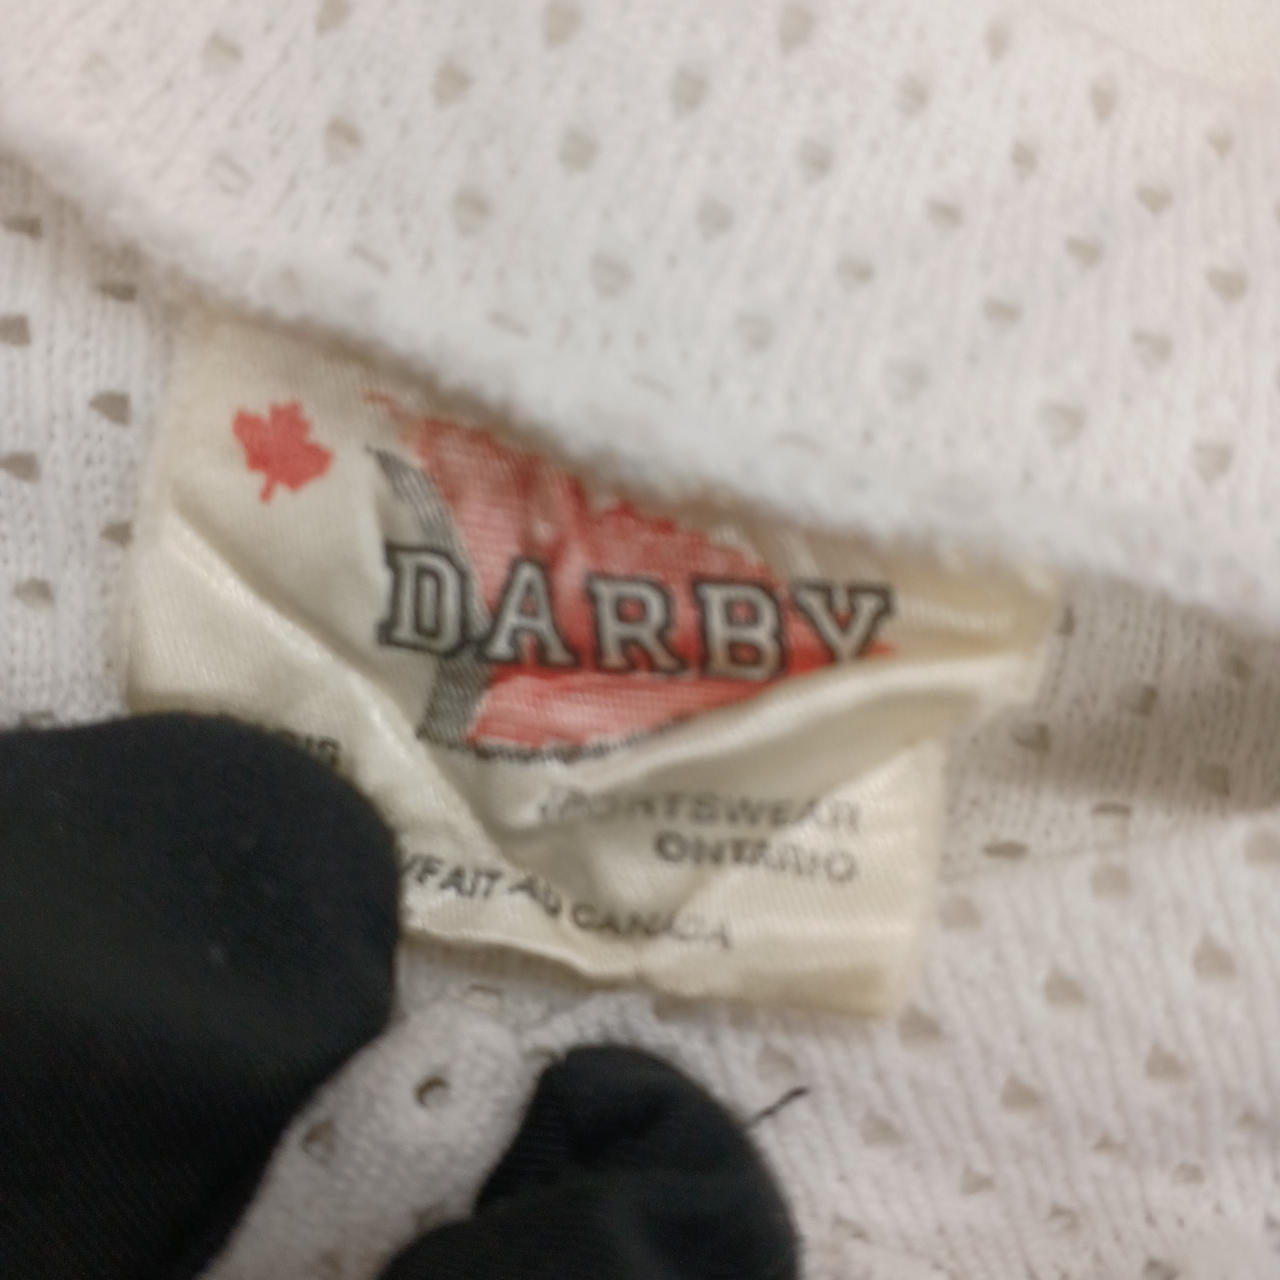 DARBY
SPORTSWEAR
ONTARIO
/FAIT AU CANADA